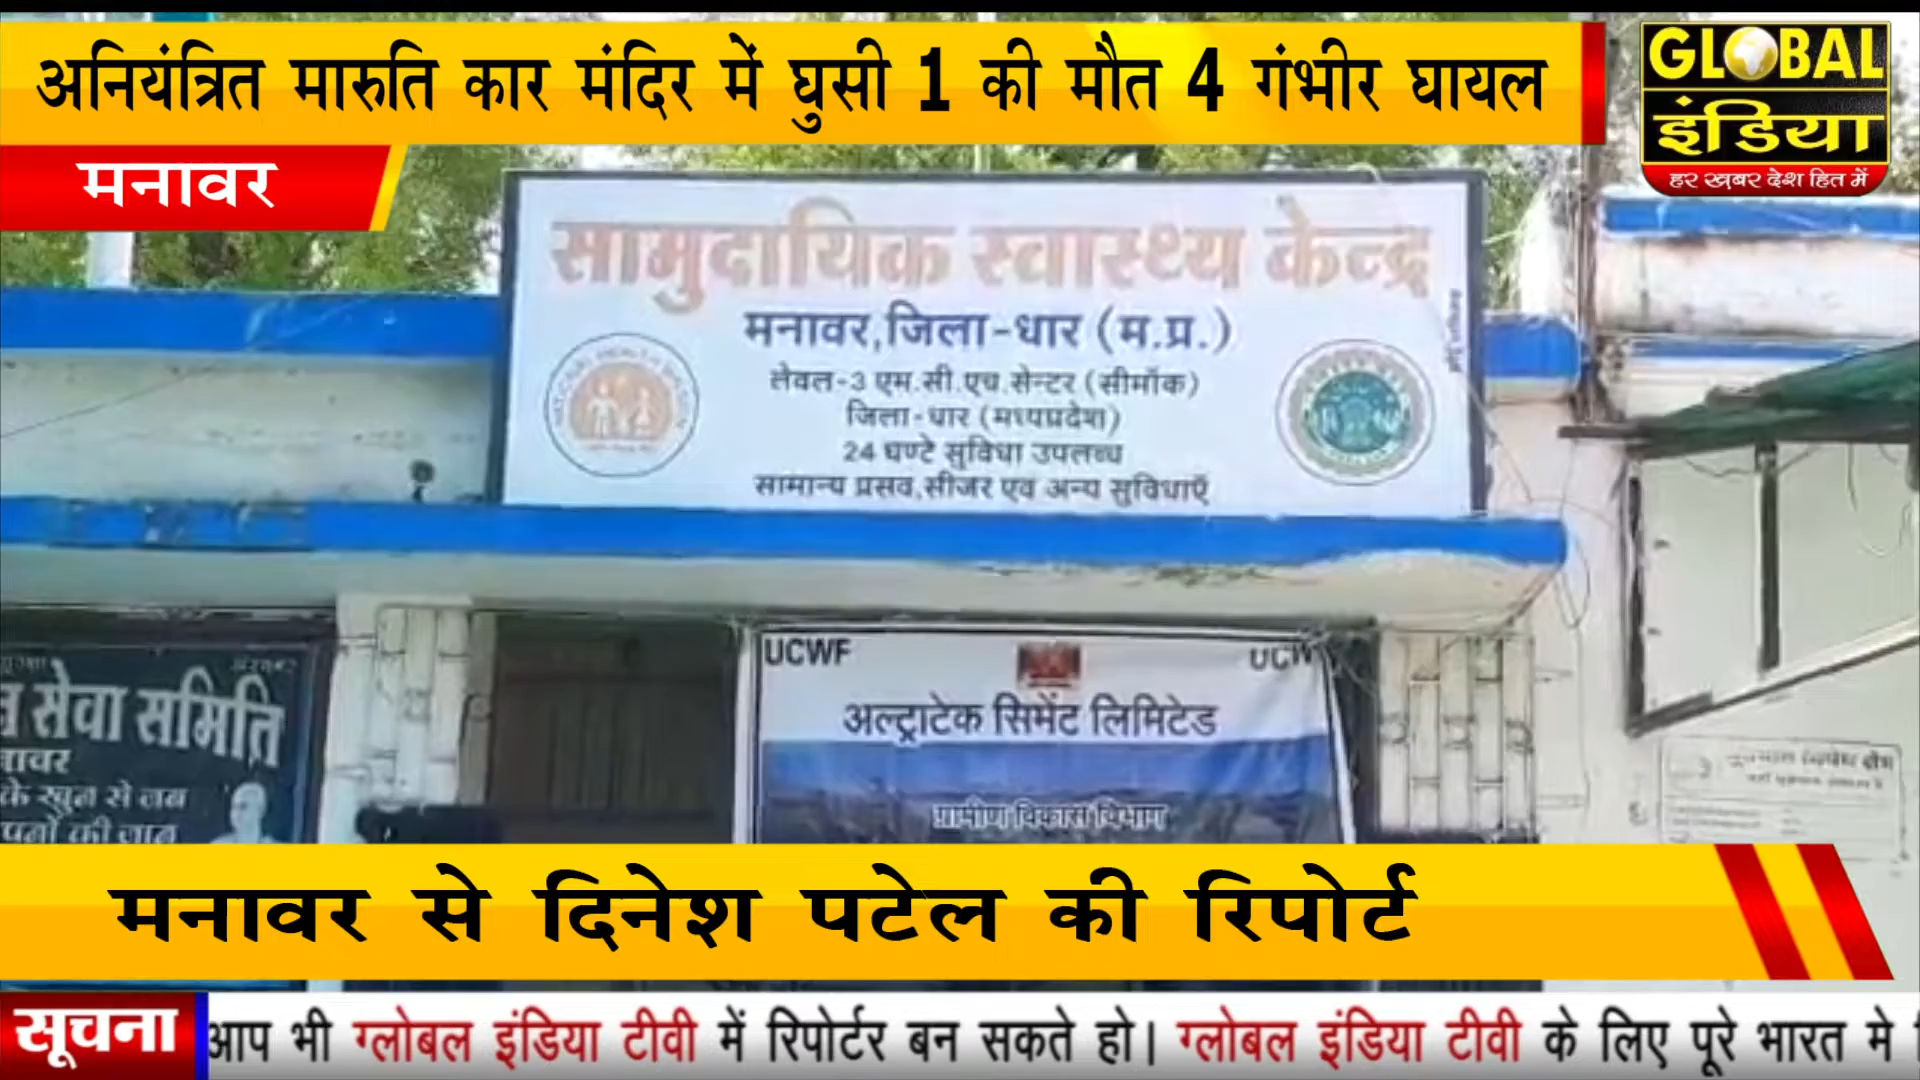 अनियंत्रित मारुति कार मंदिर में घुसी 1 की मौत 4 गंभीर घायल
GLOBAL
इंडिया
हर ख़बर देश हित में
मनावर
सामुदायिक स्वास्थ्य केन्द्र
मनावर,जिला-धार (म.प्र.)
लेवल-3 एम.सी.एच.सेन्टर (सीमॉक)
जिला-धार (मध्यप्रदेश)
24 घण्टे सुविधा उपलब्ध
सामान्य प्रसव,सीजर एवं अन्य सुविधाऐं
UCWF
अल्ट्राटेक सिमेंट लिमिटेड
ग्रामीण विकास विभाग
सेवा समिति
मनावर से दिनेश पटेल की रिपोर्ट
सूचना
आप भी ग्लोबल इंडिया टीवी में रिपोर्टर बन सकते हो| ग्लोबल इंडिया टीवी के लिए पूरे भारत मे